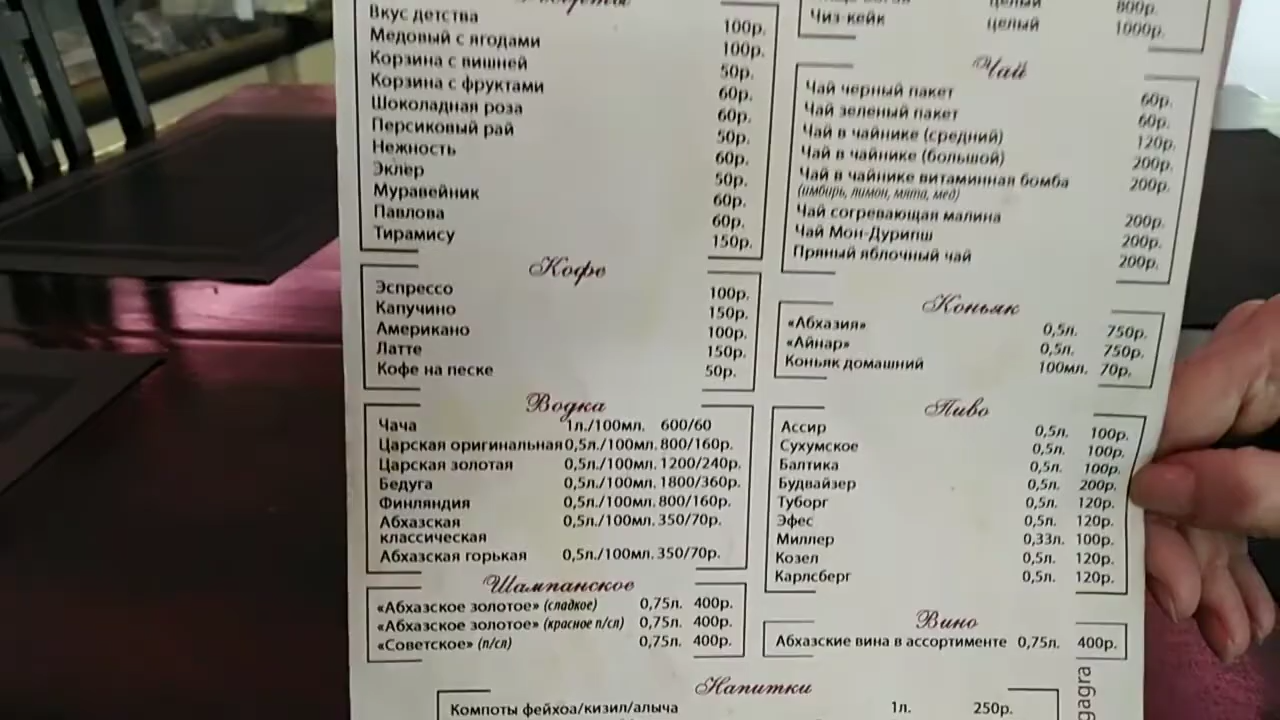 Десерты
Вкус детства 100р.
Медовый с ягодами 100р.
Корзина с вишней 50р.
Корзина с фруктами 60р.
Шоколадная роза 60р.
Персиковый рай 50р.
Нежность 60р.
Эклер 50р.
Муравейник 60р.
Павлова 60р.
Тирамису 150р.
Кофе
Эспрессо 100р.
Капучино 150р.
Американо 100р.
Латте 150р.
Кофе на песке 50р.
Водка
Чача 1л./100мл. 600/60
Царская оригинальная 0,5л./100мл. 800/160р.
Царская золотая 0,5л./100мл. 1200/240р.
Бедуга 0,5л./100мл. 1800/360р.
Финляндия 0,5л./100мл. 800/160р.
Абхазская 0,5л./100мл. 350/70р.
классическая
Абхазская горькая 0,5л./100мл. 350/70р.
Шампанское
«Абхазское золотое» (сладкое) 0,75л. 400р.
«Абхазское золотое» (красное п/сл) 0,75л. 400р.
«Советское» (п/сл) 0,75л. 400р.
целый 800р.
Чиз кейк целый 1000р.
Чай
Чай черный пакет 60р.
Чай зеленый пакет 60р.
Чай в чайнике (средний) 120р.
Чай в чайнике (большой) 200р.
Чай в чайнике витаминная бомба 200р.
(имбирь, лимон, мята, мед)
Чай согревающая малина 200р.
Чай Мон-Дурипш 200р.
Пряный яблочный чай 200р.
Коньяк
«Абхазия» 0,5л. 750р.
«Айнар» 0,5л. 750р.
Коньяк домашний 100мл. 70р.
Пиво
Ассир 0,5л. 100р.
Сухумское 0,5л. 100р.
Балтика 0,5л. 100р.
Будвайзер 0,5л. 200р.
Туборг 0,5л. 120р.
Эфес 0,5л. 120р.
Миллер 0,33л. 100р.
Козел 0,5л. 120р.
Карлсберг 0,5л. 120р.
Вино
Абхазские вина в ассортименте 0,75л. 400р.
Напитки
Компоты фейхоа/кизил/алыча 1л. 250р.
gagra